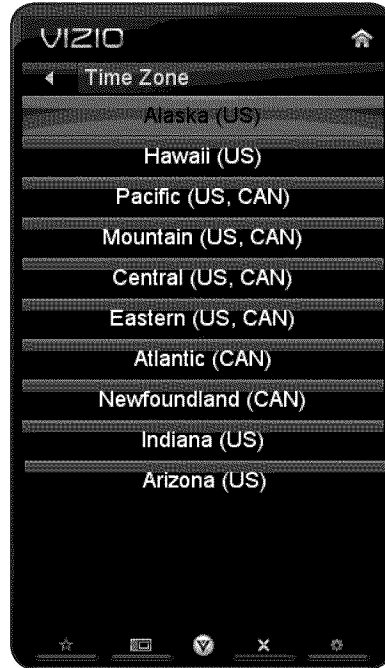 VIZIO
Time Zone
Alaska (US)
Hawaii (US)
Pacific (US, CAN)
Mountain (US, CAN)
Central (US, CAN)
Eastern (US, CAN)
Atlantic (CAN)
Newfoundland (CAN)
Indiana (US)
Arizona (US)